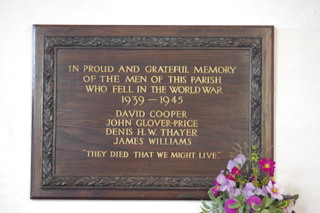 IN PROUD AND GRATEFUL MEMORY
OF THE MEN OF THIS PARISH
WHO FELL IN THE WORLD WAR
1939 — 1945
DAVID COOPER
JOHN GLOVER-PRICE
DENIS H.W. THAYER
JAMES WILLIAMS
"THEY DIED THAT WE MIGHT LIVE"